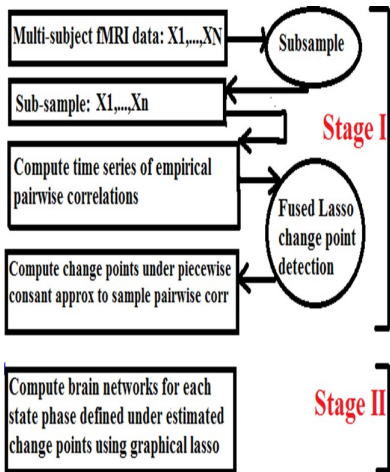 Multi-subject fMRI data: X1,...,XN
Subsample
Sub-sample: X1,...,Xn
Stage I
Compute time series of empirical
pairwise correlations
Fused Lasso
change point
detection
Compute change points under piecewise
consant approx to sample pairwise corr
Compute brain networks for each
state phase defined under estimated
change points using graphical lasso
Stage II